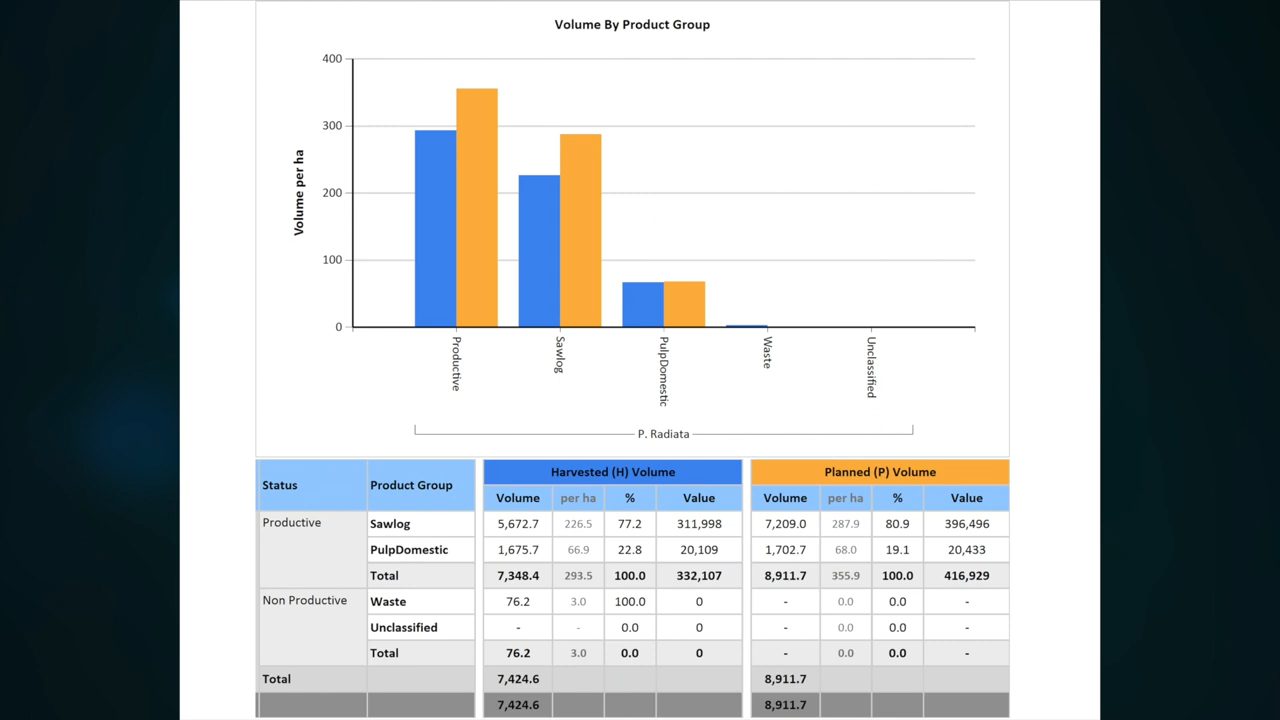 Volume By Product Group
400
300
200
100
0
Volume per ha
Productive
Sawlog
PulpDomestic
Waste
Unclassified
P. Radiata
Status Product Group Harvested (H) Volume Planned (P) Volume
Volume per ha % Value Volume per ha % Value
Productive Sawlog 5,672.7 226.5 77.2 311,998 7,209.0 287.9 80.9 396,496
PulpDomestic 1,675.7 66.9 22.8 20,109 1,702.7 68.0 19.1 20,433
Total 7,348.4 293.5 100.0 332,107 8,911.7 355.9 100.0 416,929
Non Productive Waste 76.2 3.0 100.0 0 - 0.0 0.0 -
Unclassified - - 0.0 0 - 0.0 0.0 -
Total 76.2 3.0 0.0 0 - 0.0 0.0 -
Total 7,424.6 8,911.7
7,424.6 8,911.7